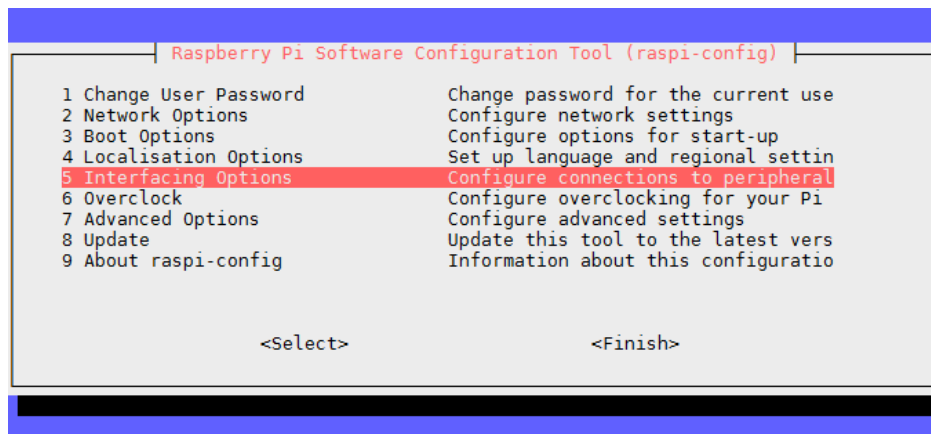 Raspberry Pi Software Configuration Tool (raspi-config)
1 Change User Password Change password for the current use
2 Network Options Configure network settings
3 Boot Options Configure options for start-up
4 Localisation Options Set up language and regional settin
5 Interfacing Options Configure connections to peripheral
6 Overclock Configure overclocking for your Pi
7 Advanced Options Configure advanced settings
8 Update Update this tool to the latest vers
9 About raspi-config Information about this configuratio
<Select> <Finish>